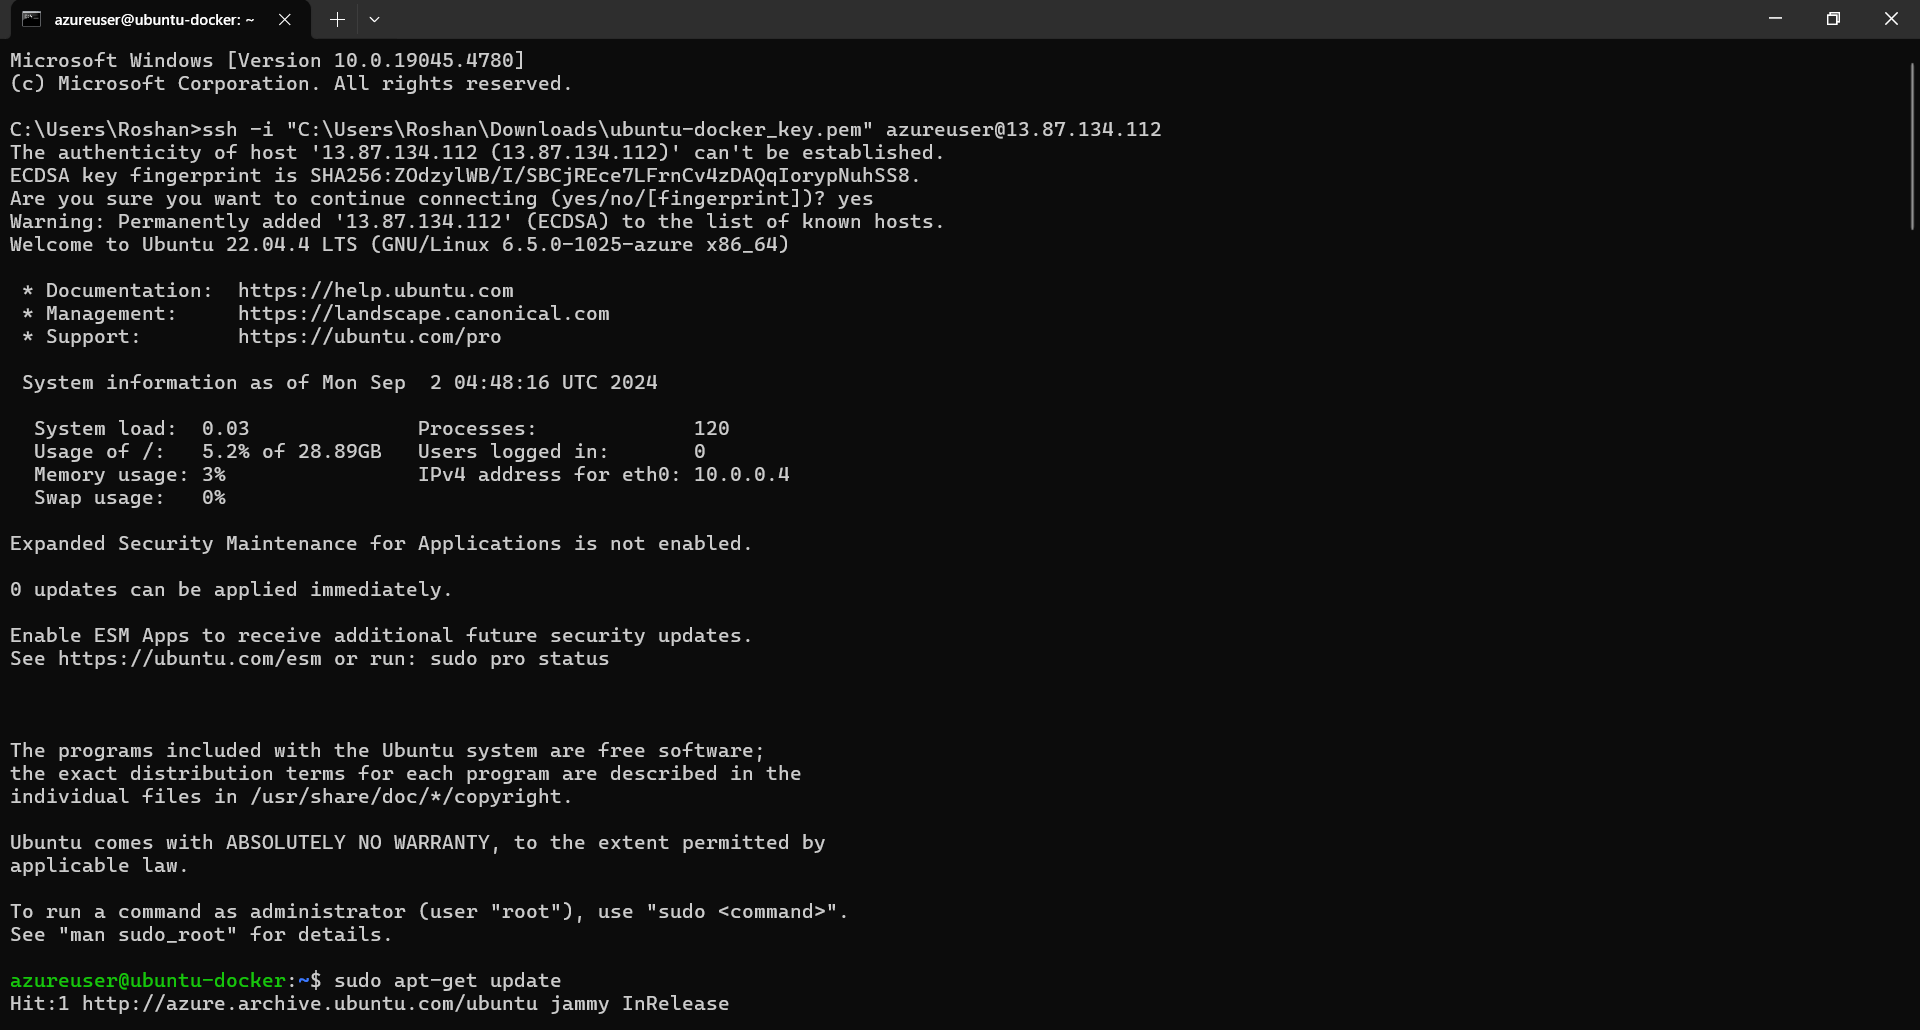 azureuser@ubuntu-docker: ~
Microsoft Windows [Version 10.0.19045.4780]
(c) Microsoft Corporation. All rights reserved.
C:\Users\Roshan>ssh -i "C:\Users\Roshan\Downloads\ubuntu-docker_key.pem" azureuser@13.87.134.112
The authenticity of host '13.87.134.112 (13.87.134.112)' can't be established.
ECDSA key fingerprint is SHA256:ZOdzylWB/I/SBCjREce7LFrnCv4zDAQqIorypNuhSS8.
Are you sure you want to continue connecting (yes/no/[fingerprint])? yes
Warning: Permanently added '13.87.134.112' (ECDSA) to the list of known hosts.
Welcome to Ubuntu 22.04.4 LTS (GNU/Linux 6.5.0-1025-azure x86_64)
* Documentation:  https://help.ubuntu.com
* Management:     https://landscape.canonical.com
* Support:        https://ubuntu.com/pro
System information as of Mon Sep  2 04:48:16 UTC 2024
System load:  0.03              Processes:             120
Usage of /:   5.2% of 28.89GB   Users logged in:       0
Memory usage: 3%                IPv4 address for eth0: 10.0.0.4
Swap usage:   0%
Expanded Security Maintenance for Applications is not enabled.
0 updates can be applied immediately.
Enable ESM Apps to receive additional future security updates.
See https://ubuntu.com/esm or run: sudo pro status
The programs included with the Ubuntu system are free software;
the exact distribution terms for each program are described in the
individual files in /usr/share/doc/*/copyright.
Ubuntu comes with ABSOLUTELY NO WARRANTY, to the extent permitted by
applicable law.
To run a command as administrator (user "root"), use "sudo <command>".
See "man sudo_root" for details.
azureuser@ubuntu-docker:~$ sudo apt-get update
Hit:1 http://azure.archive.ubuntu.com/ubuntu jammy InRelease